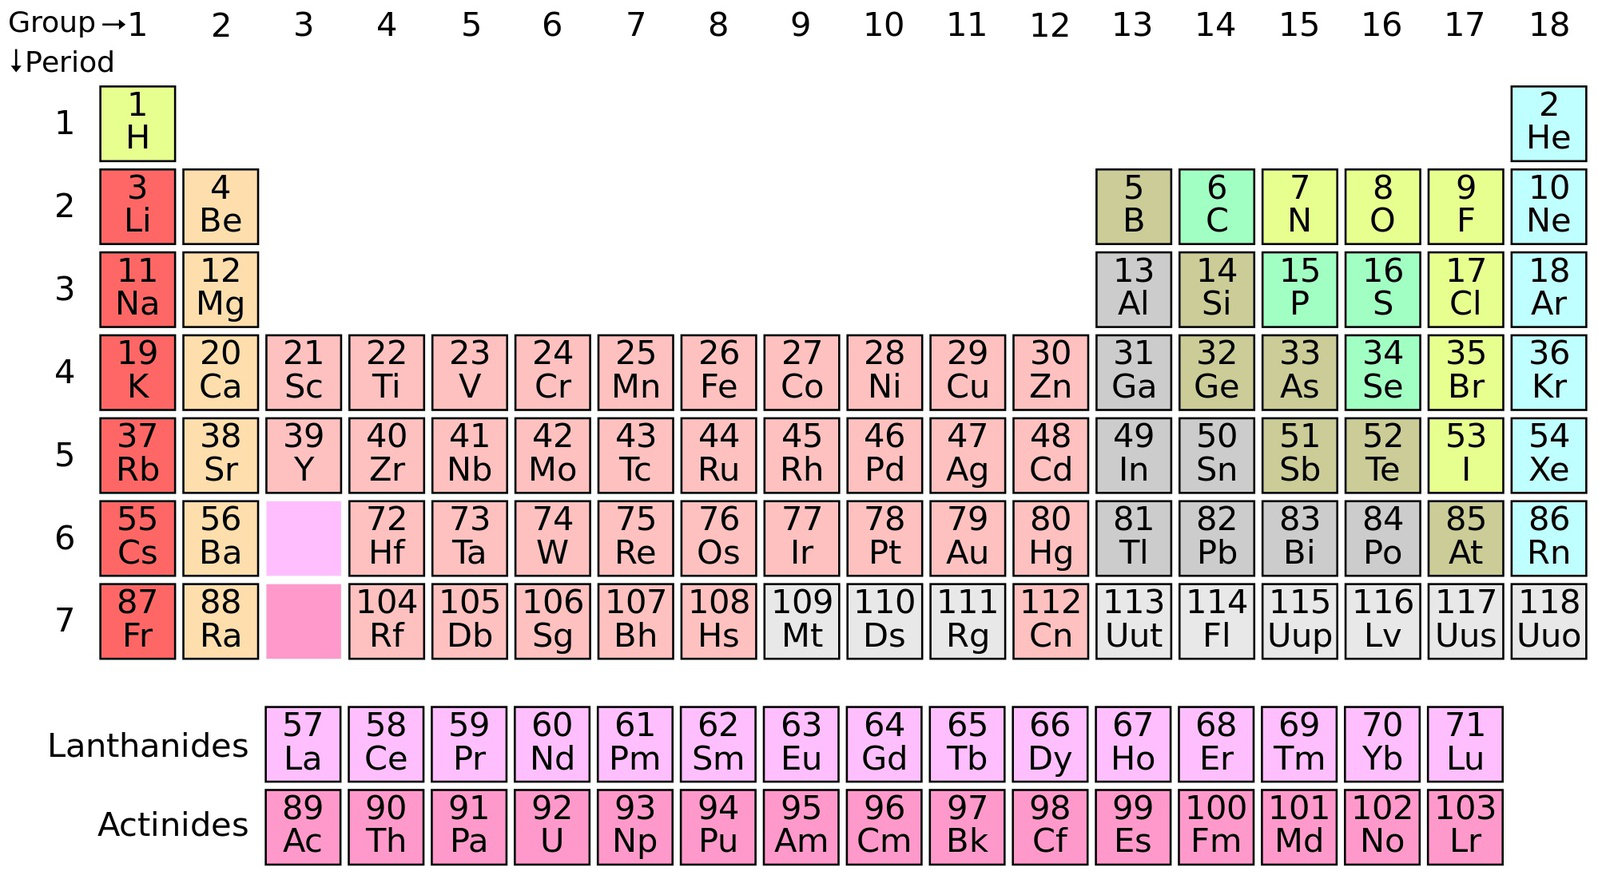 Group → 1 2 3 4 5 6 7 8 9 10 11 12 13 14 15 16 17 18
↓ Period
1
1 2
H He
2
3 4 5 6 7 8 9 10
Li Be B C N O F Ne
3
11 12 13 14 15 16 17 18
Na Mg Al Si P S Cl Ar
4
19 20 21 22 23 24 25 26 27 28 29 30 31 32 33 34 35 36
K Ca Sc Ti V Cr Mn Fe Co Ni Cu Zn Ga Ge As Se Br Kr
5
37 38 39 40 41 42 43 44 45 46 47 48 49 50 51 52 53 54
Rb Sr Y Zr Nb Mo Tc Ru Rh Pd Ag Cd In Sn Sb Te I Xe
6
55 56 72 73 74 75 76 77 78 79 80 81 82 83 84 85 86
Cs Ba Hf Ta W Re Os Ir Pt Au Hg Tl Pb Bi Po At Rn
7
87 88 104 105 106 107 108 109 110 111 112 113 114 115 116 117 118
Fr Ra Rf Db Sg Bh Hs Mt Ds Rg Cn Uut Fl Uup Lv Uus Uuo
Lanthanides
57 58 59 60 61 62 63 64 65 66 67 68 69 70 71
La Ce Pr Nd Pm Sm Eu Gd Tb Dy Ho Er Tm Yb Lu
Actinides
89 90 91 92 93 94 95 96 97 98 99 100 101 102 103
Ac Th Pa U Np Pu Am Cm Bk Cf Es Fm Md No Lr